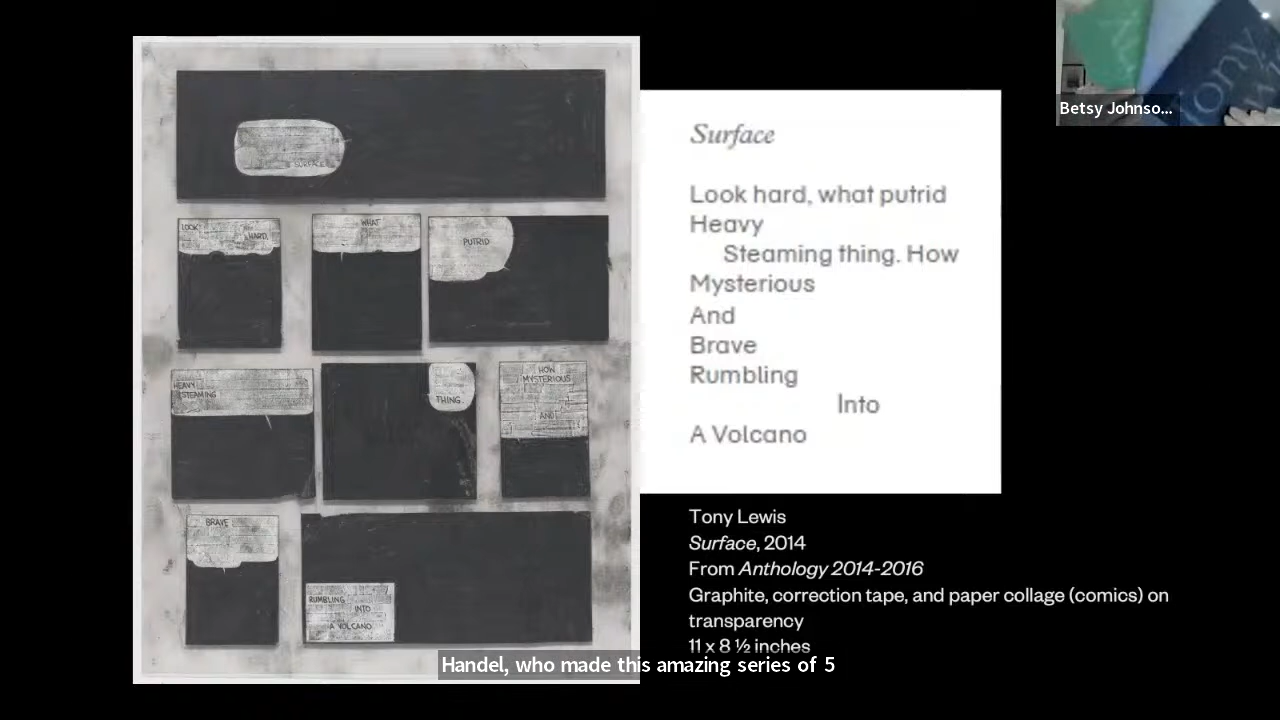 SURFACE
LOOK
HARD,
WHAT
PUTRID
HEAVY
STEAMING
THING.
HOW
MYSTERIOUS
AND
BRAVE
RUMBLING
INTO
A VOLCANO
Surface
Look hard, what putrid
Heavy
Steaming thing. How
Mysterious
And
Brave
Rumbling
Into
A Volcano
Tony Lewis
Surface, 2014
From Anthology 2014-2016
Graphite, correction tape, and paper collage (comics) on
transparency
11 x 8 ½ inches
Handel, who made this amazing series of 5
Tony
Betsy Johnso...